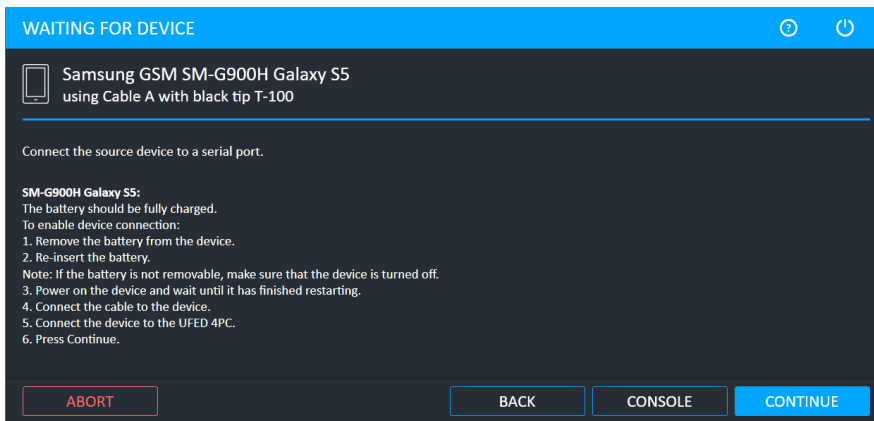 WAITING FOR DEVICE
?
Samsung GSM SM-G900H Galaxy S5
using Cable A with black tip T-100
Connect the source device to a serial port.
SM-G900H Galaxy S5:
The battery should be fully charged.
To enable device connection:
1. Remove the battery from the device.
2. Re-insert the battery.
Note: If the battery is not removable, make sure that the device is turned off.
3. Power on the device and wait until it has finished restarting.
4. Connect the cable to the device.
5. Connect the device to the UFED 4PC.
6. Press Continue.
ABORT
BACK
CONSOLE
CONTINUE